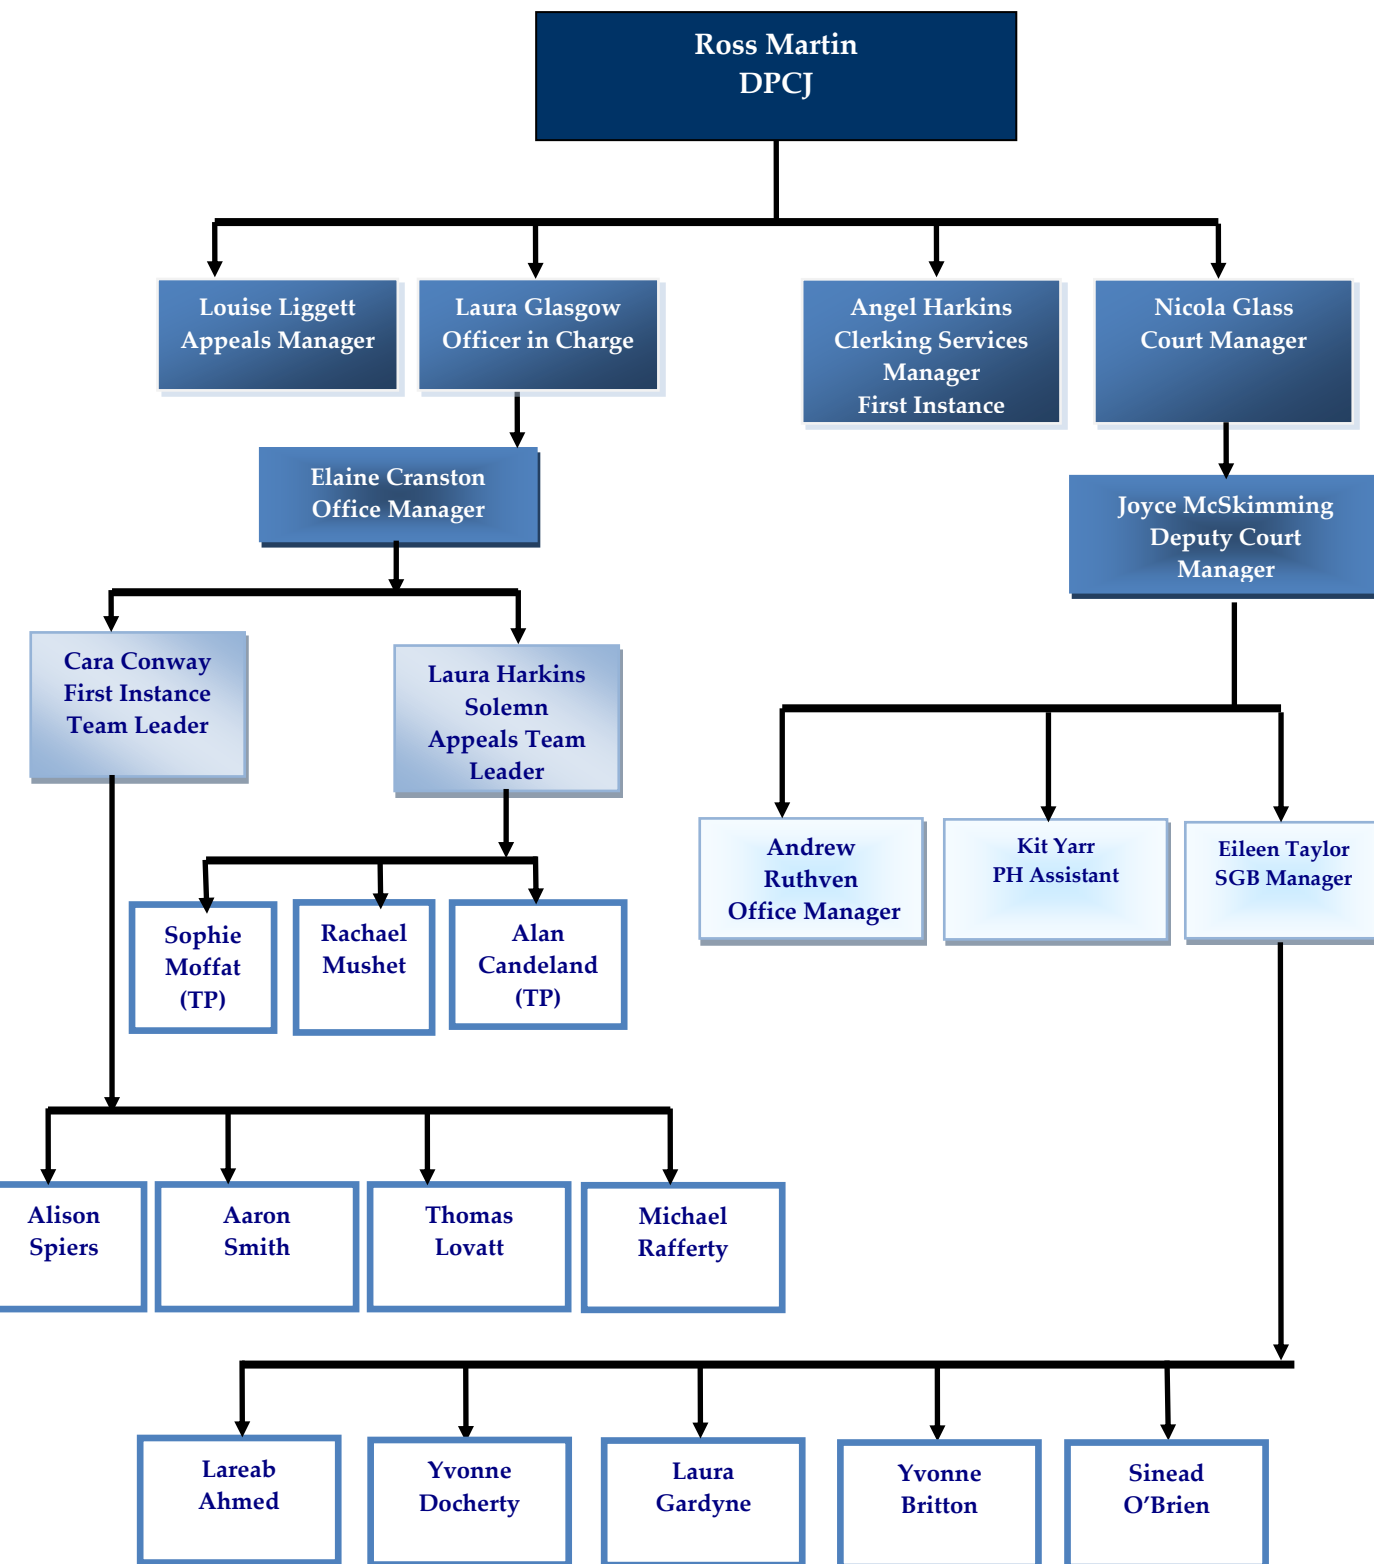 Ross Martin
DPCJ
Louise Liggett
Appeals Manager
Laura Glasgow
Officer in Charge
Angel Harkins
Clerking Services
Manager
First Instance
Nicola Glass
Court Manager
Elaine Cranston
Office Manager
Joyce McSkimming
Deputy Court
Manager
Cara Conway
First Instance
Team Leader
Laura Harkins
Solemn
Appeals Team
Leader
Andrew
Ruthven
Office Manager
Kit Yarr
PH Assistant
Eileen Taylor
SGB Manager
Sophie
Moffat
(TP)
Rachael
Mushet
Alan
Candeland
(TP)
Alison
Spiers
Aaron
Smith
Thomas
Lovatt
Michael
Rafferty
Lareab
Ahmed
Yvonne
Docherty
Laura
Gardyne
Yvonne
Britton
Sinead
O’Brien